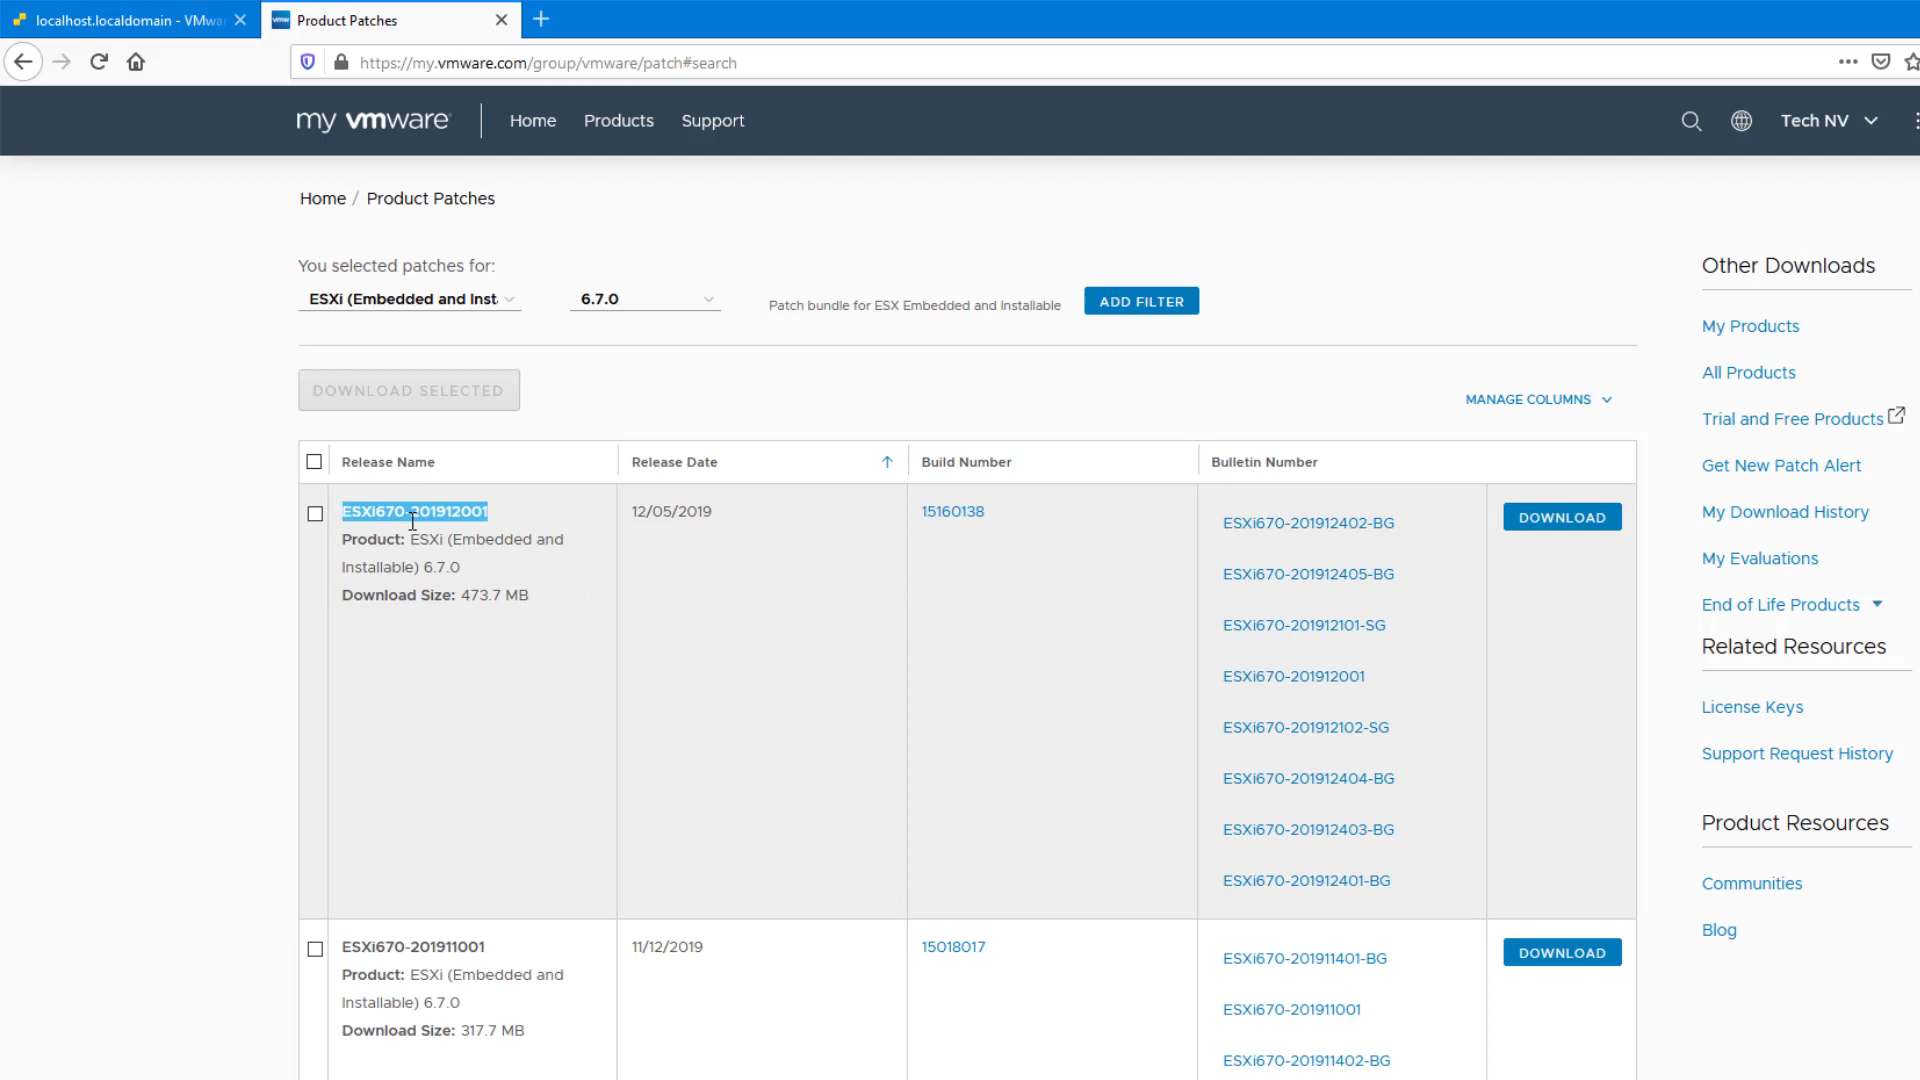 localhost.localdomain - VMwa
vmw Product Patches
https://my.vmware.com/group/vmware/patch#search
my vmware Home Products Support Tech NV
Home / Product Patches
You selected patches for:
ESXi (Embedded and Inst. 6.7.0 Patch bundle for ESX Embedded and Installable ADD FILTER
DOWNLOAD SELECTED
MANAGE COLUMNS
Release Name Release Date Build Number Bulletin Number
ESXi670-201912001 12/05/2019 15160138 DOWNLOAD
Product: ESXi (Embedded and
Installable) 6.7.0
Download Size: 473.7 MB
ESXi670-201912402-BG
ESXi670-201912405-BG
ESXi670-201912101-SG
ESXi670-201912001
ESXi670-201912102-SG
ESXi670-201912404-BG
ESXi670-201912403-BG
ESXi670-201912401-BG
ESXi670-201911001 11/12/2019 15018017 DOWNLOAD
Product: ESXi (Embedded and
Installable) 6.7.0
Download Size: 317.7 MB
ESXi670-201911401-BG
ESXi670-201911001
ESXi670-201911402-BG
Other Downloads
My Products
All Products
Trial and Free Products
Get New Patch Alert
My Download History
My Evaluations
End of Life Products
Related Resources
License Keys
Support Request History
Product Resources
Communities
Blog